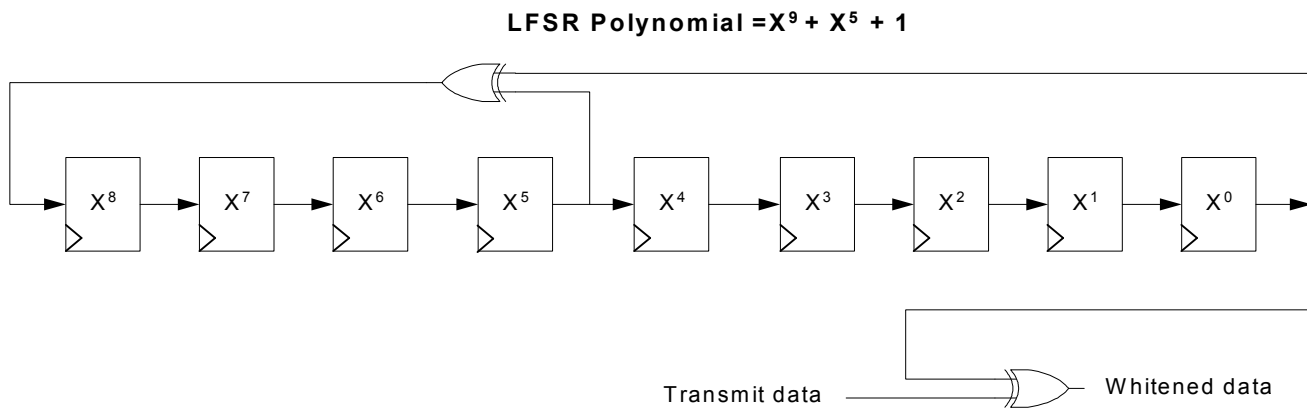 LFSR Polynomial =X⁹ + X⁵ + 1
X⁸ X⁷ X⁶ X⁵ X⁴ X³ X² X¹ X⁰
Transmit data Whitened data